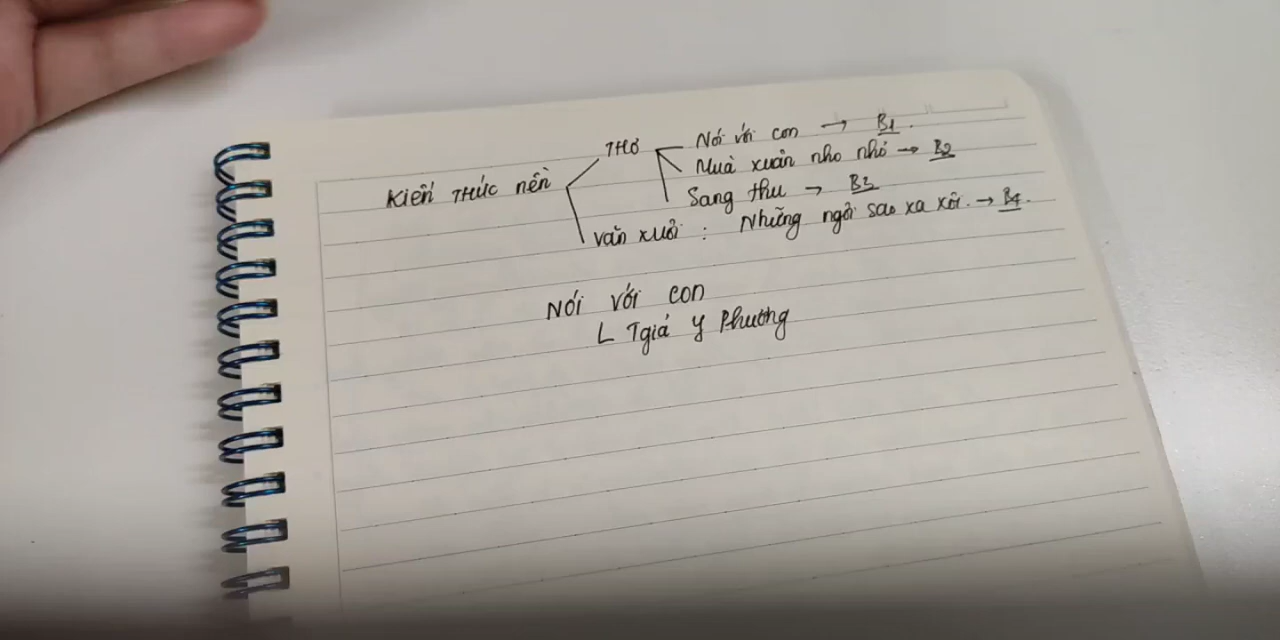 Thơ
Nói với con → B1.
Mùa xuân nho nhỏ → B2
Kiến thức nền
Sang thu → B3
Văn xuôi : Những ngôi sao xa xôi. → B4.
Nói với con
L Tgiả Y Phương